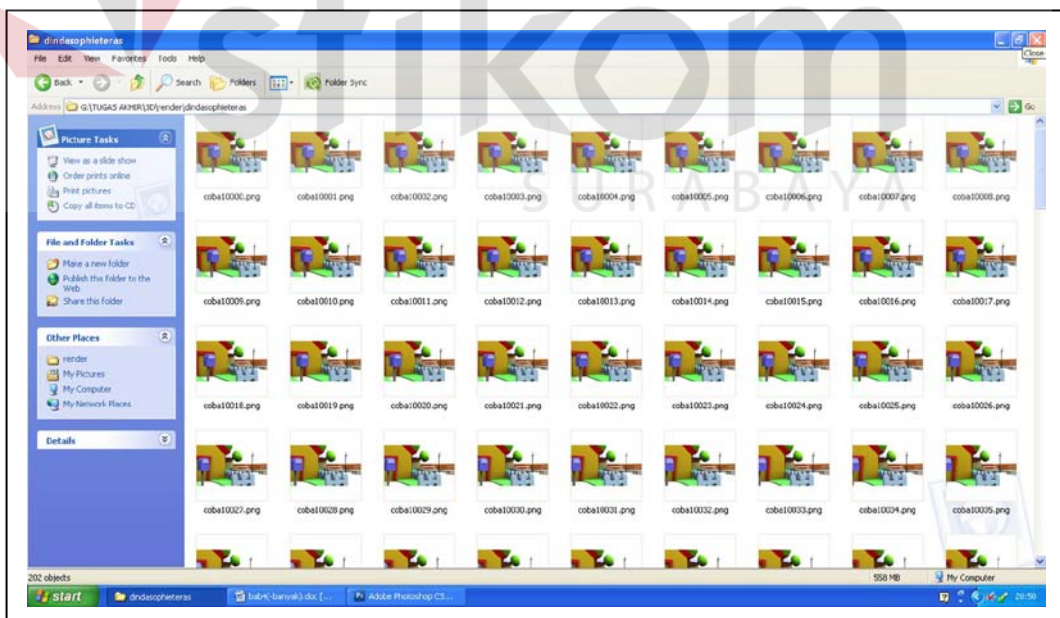 stikom
SURABAYA
dindasophieteras
Close
File Edit View Favorites Tools Help
Back Search Folders Folder Sync
Address G:\TUGAS AKHIR\3D\render\dindasophieteras Go
Picture Tasks
View as a slide show
Order prints online
Print pictures
Copy all items to CD
File and Folder Tasks
Make a new folder
Publish this folder to the
Web
Share this folder
Other Places
render
My Pictures
My Computer
My Network Places
Details
coba10000.png coba10001.png coba10002.png coba10003.png coba10004.png coba10005.png coba10006.png coba10007.png coba10008.png
coba10009.png coba10010.png coba10011.png coba10012.png coba10013.png coba10014.png coba10015.png coba10016.png coba10017.png
coba10018.png coba10019.png coba10020.png coba10021.png coba10022.png coba10023.png coba10024.png coba10025.png coba10026.png
coba10027.png coba10028.png coba10029.png coba10030.png coba10031.png coba10032.png coba10033.png coba10034.png coba10035.png
202 objects 558 MB My Computer
start dindasophieteras bab4(-banyak).doc [... Adobe Photoshop CS... 20:50